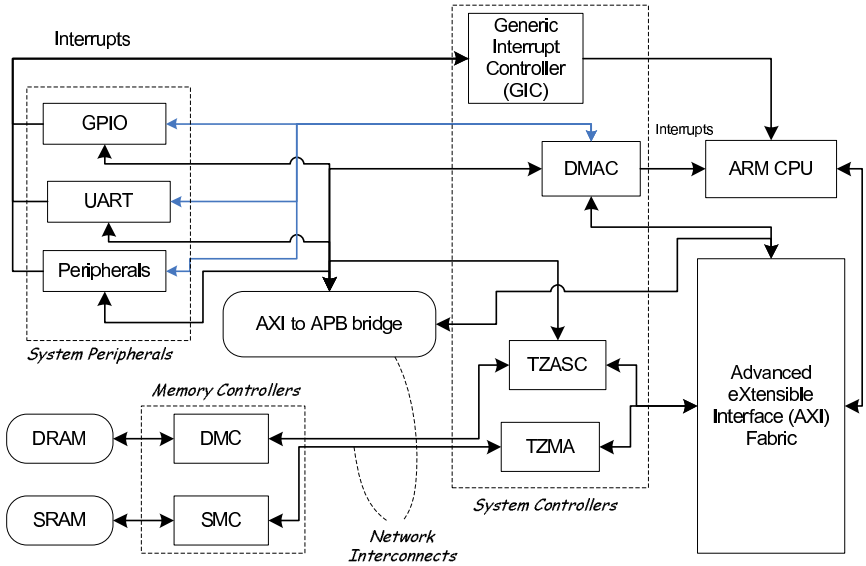 Interrupts
Generic
Interrupt
Controller
(GIC)
GPIO
Interrupts
DMAC
ARM CPU
UART
Peripherals
AXI to APB bridge
System Peripherals
TZASC
Advanced
eXtensible
Interface (AXI)
Fabric
Memory Controllers
DRAM
DMC
TZMA
System Controllers
SRAM
SMC
Network
Interconnects